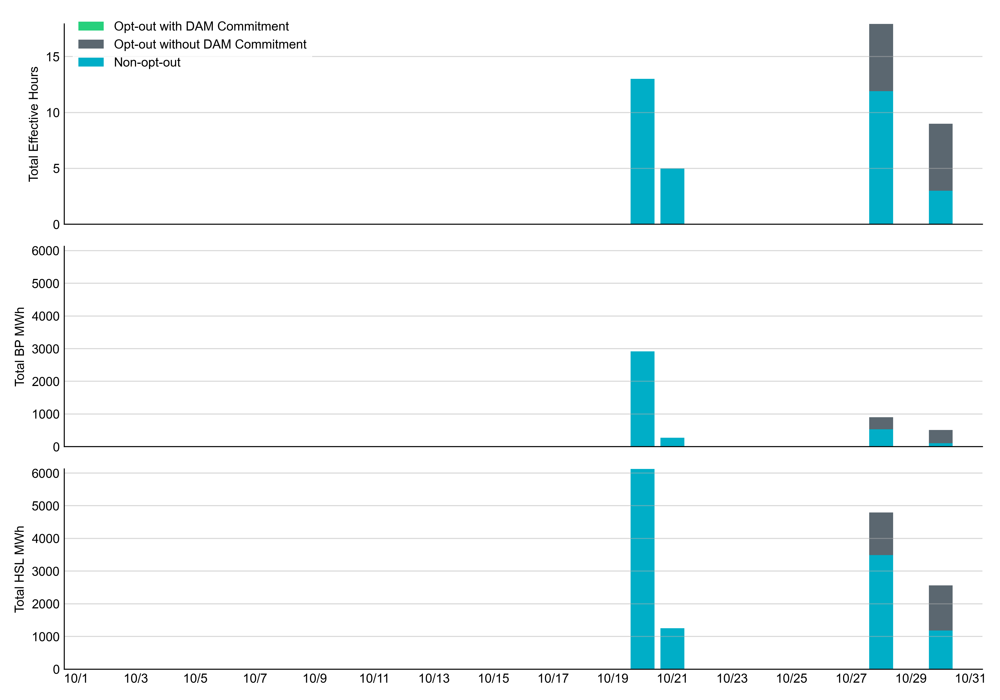 Opt-out with DAM Commitment
Opt-out without DAM Commitment
Non-opt-out
Total Effective Hours
15
10
5
0
Total BP MWh
6000
5000
4000
3000
2000
1000
0
Total HSL MWh
6000
5000
4000
3000
2000
1000
0
10/1 10/3 10/5 10/7 10/9 10/11 10/13 10/15 10/17 10/19 10/21 10/23 10/25 10/27 10/29 10/31